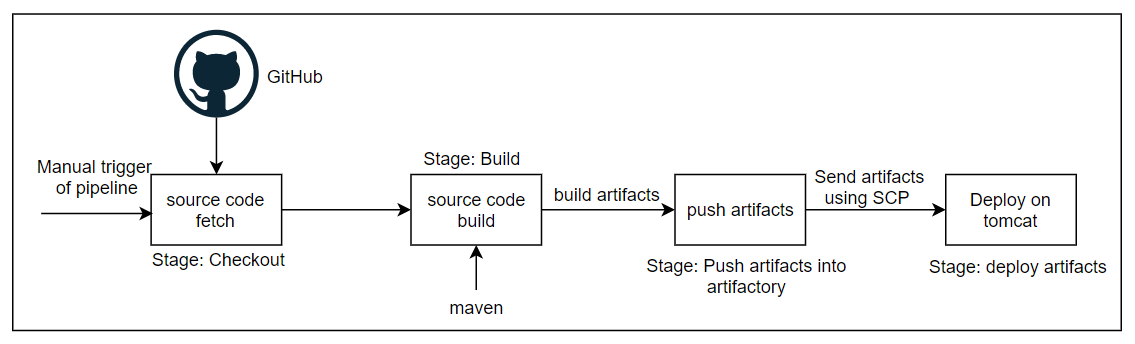 GitHub
Manual trigger
of pipeline
source code
fetch
Stage: Checkout
Stage: Build
source code
build
maven
build artifacts
push artifacts
Stage: Push artifacts into
artifactory
Send artifacts
using SCP
Deploy on
tomcat
Stage: deploy artifacts